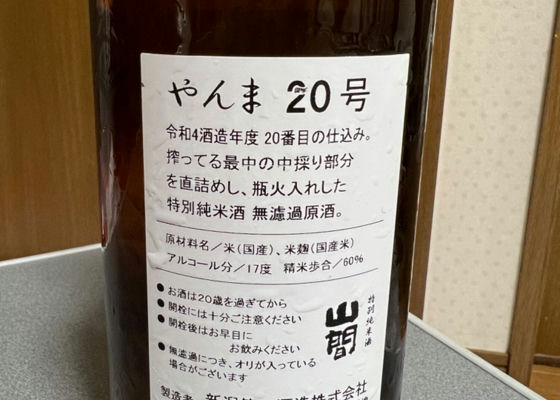 やんま 20号
令和4酒造年度 20番目の仕込み。
搾ってる最中の中採り部分
を直詰めし、瓶火入れした
特別純米酒 無濾過原酒。
原材料名／米(国産)、米麹(国産米)
アルコール分／17度 精米歩合／60%
●お酒は20歳を過ぎてから
●開栓には十分ご注意ください
●開栓後はお早目に
お飲みください
●無濾過につき、オリが入っている
場合がございます
特別純米酒
山間
製造者 新潟
酒造株式会社